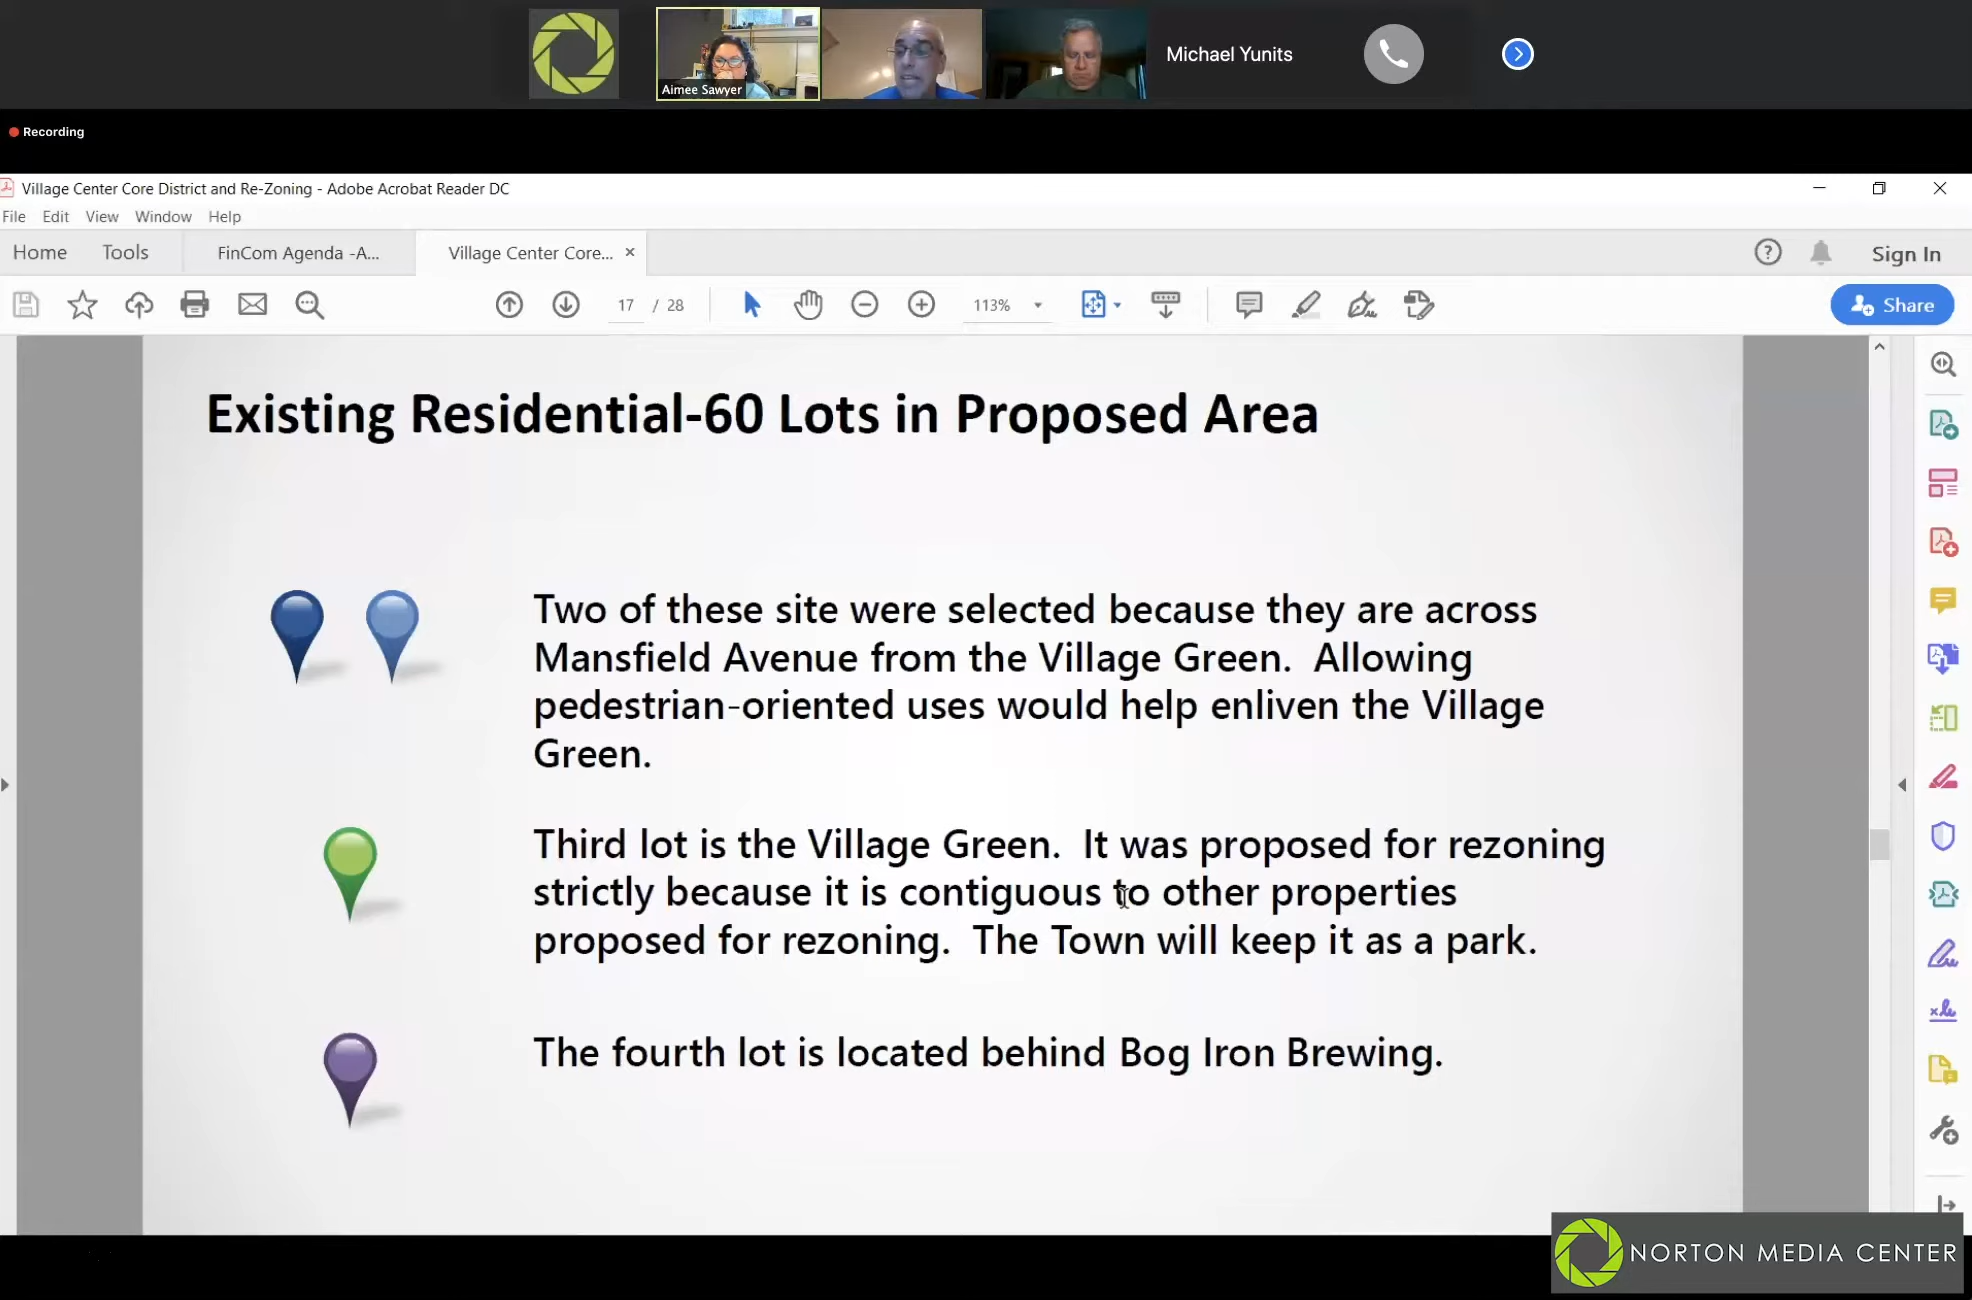 Aimee Sawyer
Michael Yunits
Recording
Village Center Core District and Re-Zoning - Adobe Acrobat Reader DC
File Edit View Window Help
Home Tools FinCom Agenda -A... Village Center Core... ×
Sign In
17 / 28 113% Share
Existing Residential-60 Lots in Proposed Area
Two of these site were selected because they are across
Mansfield Avenue from the Village Green. Allowing
pedestrian-oriented uses would help enliven the Village
Green.
Third lot is the Village Green. It was proposed for rezoning
strictly because it is contiguous to other properties
proposed for rezoning. The Town will keep it as a park.
The fourth lot is located behind Bog Iron Brewing.
NORTON MEDIA CENTER